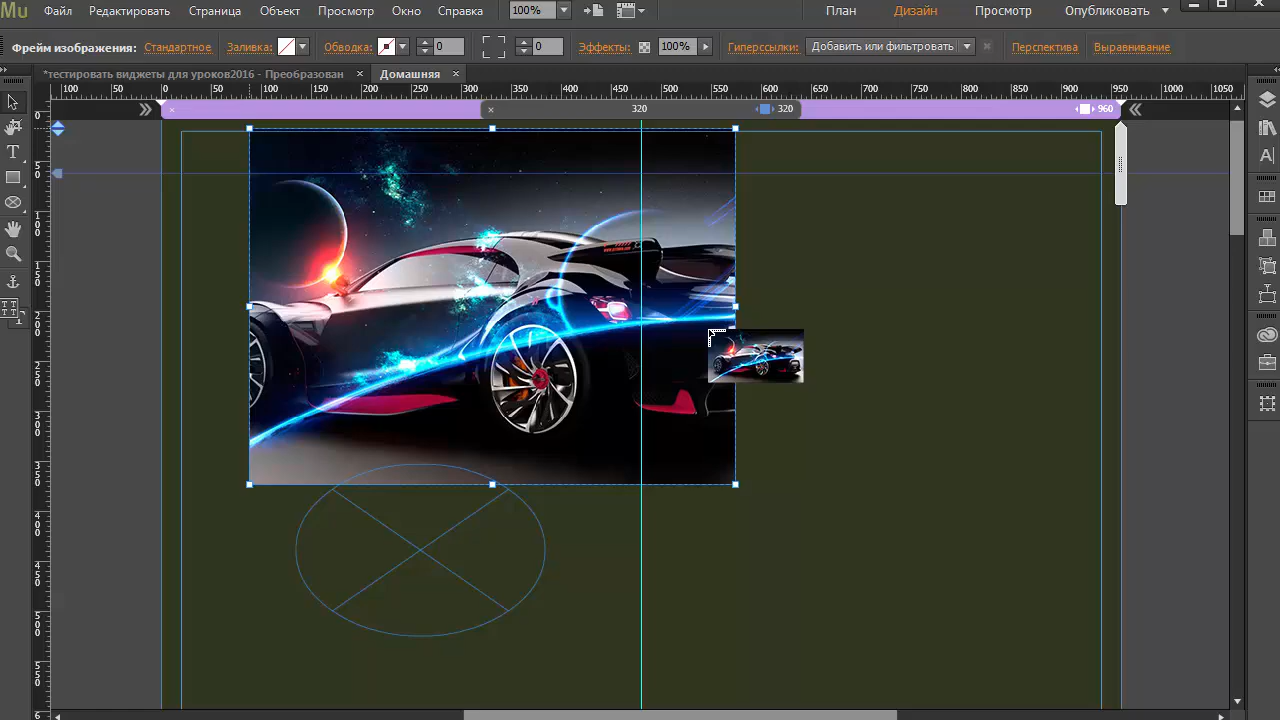 Mu Файл Редактировать Страница Объект Просмотр Окно Справка 100% План Дизайн Просмотр Опубликовать
Фрейм изображения: Стандартное Заливка: Обводка: 0 0 Эффекты: 100% Гиперссылки: Добавить или фильтровать Перспектива Выравнивание
*тестировать виджеты для уроков2016 - Преобразован × Домашняя ×
100 50 0 50 100 150 200 250 300 350 400 450 500 550 600 650 700 750 800 850 900 950 1000 1050
320 320 960
0
50
100
150
200
250
300
350
400
450
500
550
6